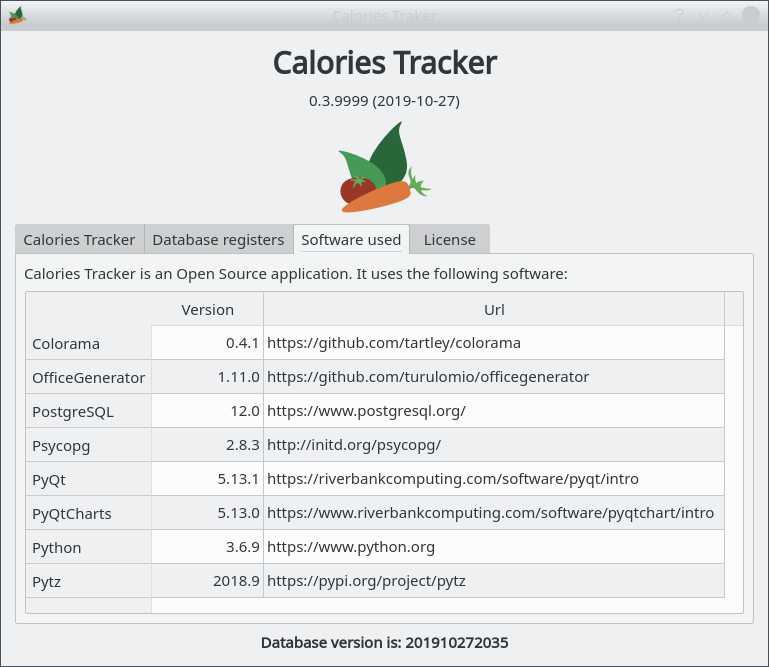 Calories Traker
Calories Tracker
0.3.9999 (2019-10-27)
Calories Tracker Database registers Software used License
Calories Tracker is an Open Source application. It uses the following software:
Version Url
Colorama 0.4.1 https://github.com/tartley/colorama
OfficeGenerator 1.11.0 https://github.com/turulomio/officegenerator
PostgreSQL 12.0 https://www.postgresql.org/
Psycopg 2.8.3 http://initd.org/psycopg/
PyQt 5.13.1 https://riverbankcomputing.com/software/pyqt/intro
PyQtCharts 5.13.0 https://www.riverbankcomputing.com/software/pyqtchart/intro
Python 3.6.9 https://www.python.org
Pytz 2018.9 https://pypi.org/project/pytz
Database version is: 201910272035